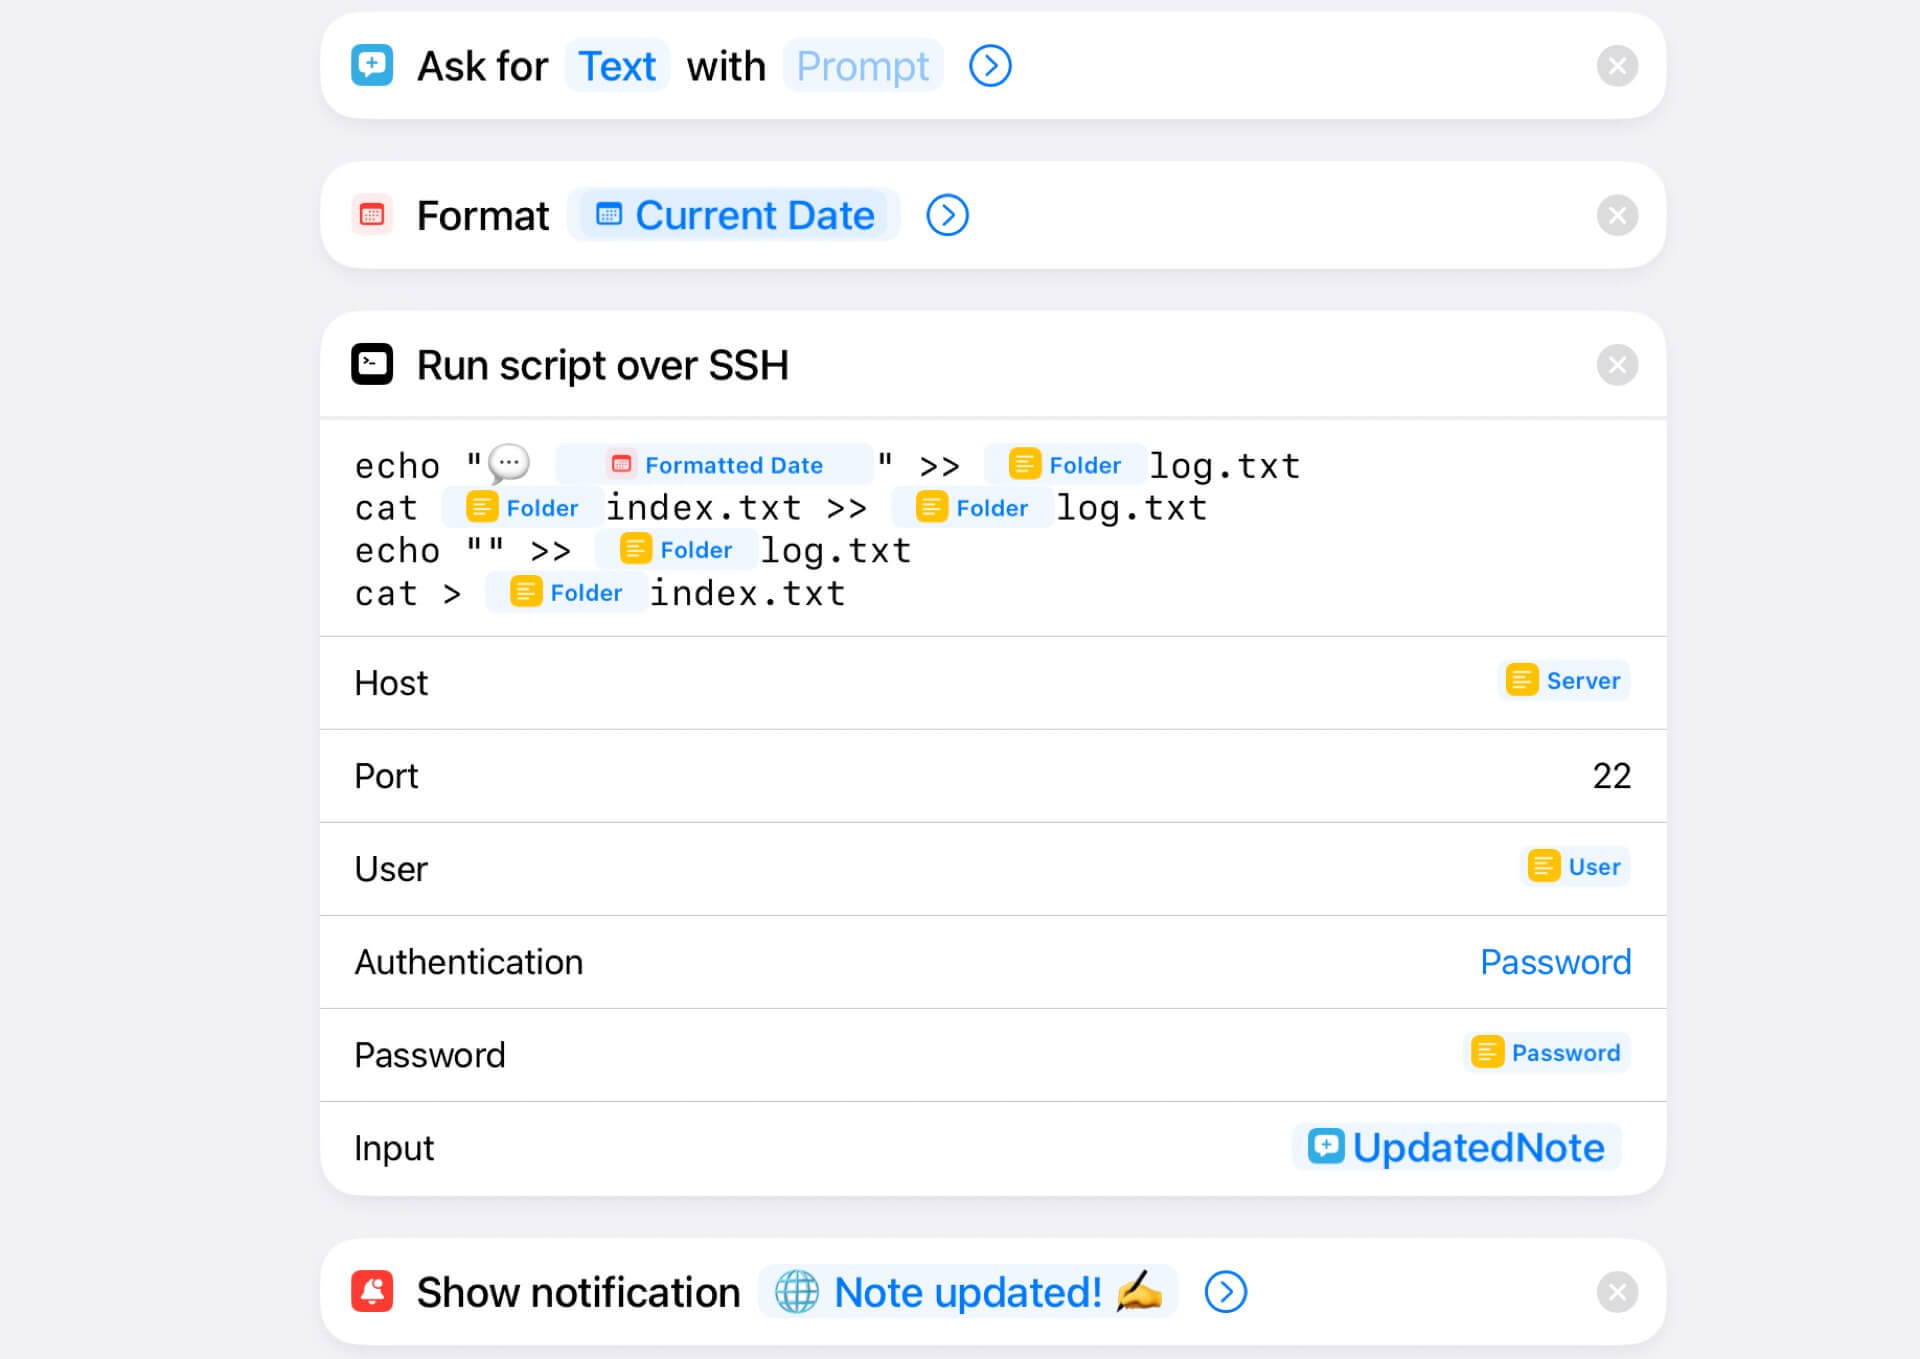 Ask for Text with Prompt
Format Current Date
Run script over SSH
echo "💬 Formatted Date" >> Folder log.txt
cat Folder index.txt >> Folder log.txt
echo "" >> Folder log.txt
cat > Folder index.txt
Host Server
Port 22
User User
Authentication Password
Password Password
Input UpdatedNote
Show notification 🌐 Note updated! ✍️